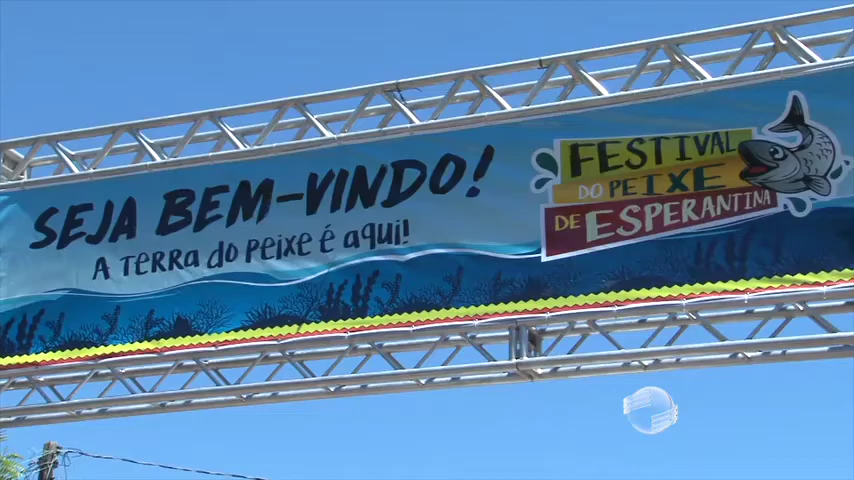 SEJA BEM-VINDO!
A TERRA DO PEIXE É AQUI!
FESTIVAL
DO PEIXE
DE ESPERANTINA